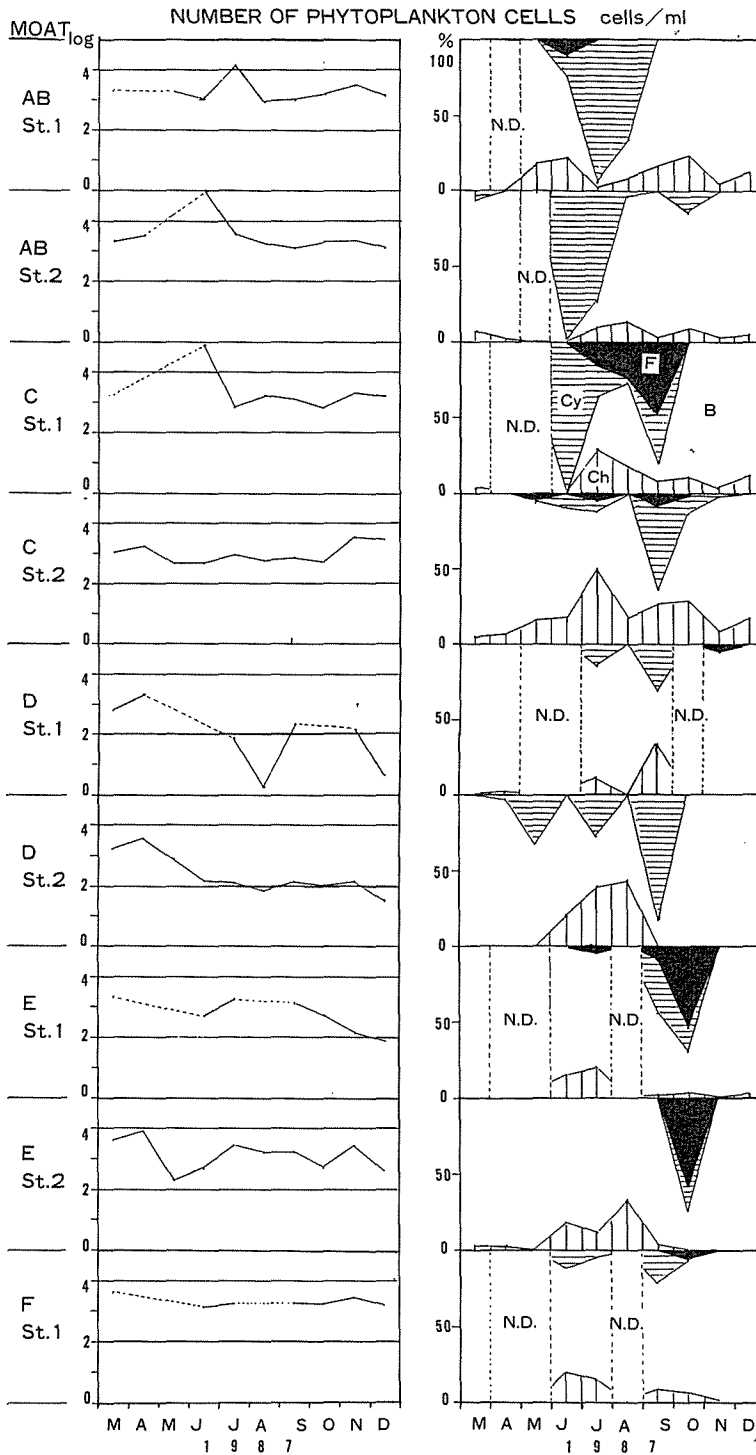 NUMBER OF PHYTOPLANKTON CELLS cells/ml
MOAT log
%
100
AB
St.1
4
2
0
50
0
N.D.
AB
St.2
4
2
0
50
0
N.D.
C
St.1
4
2
0
50
0
N.D.
Cy
F
B
Ch
C
St.2
4
2
0
50
0
D
St.1
4
2
0
50
0
N.D.
N.D.
D
St.2
4
2
0
50
0
E
St.1
4
2
0
50
0
N.D.
N.D.
E
St.2
4
2
0
50
0
F
St.1
4
2
0
50
0
N.D.
N.D.
M A M J J A S O N D
1 9 8 7
M A M J J A S O N D
1 9 8 7